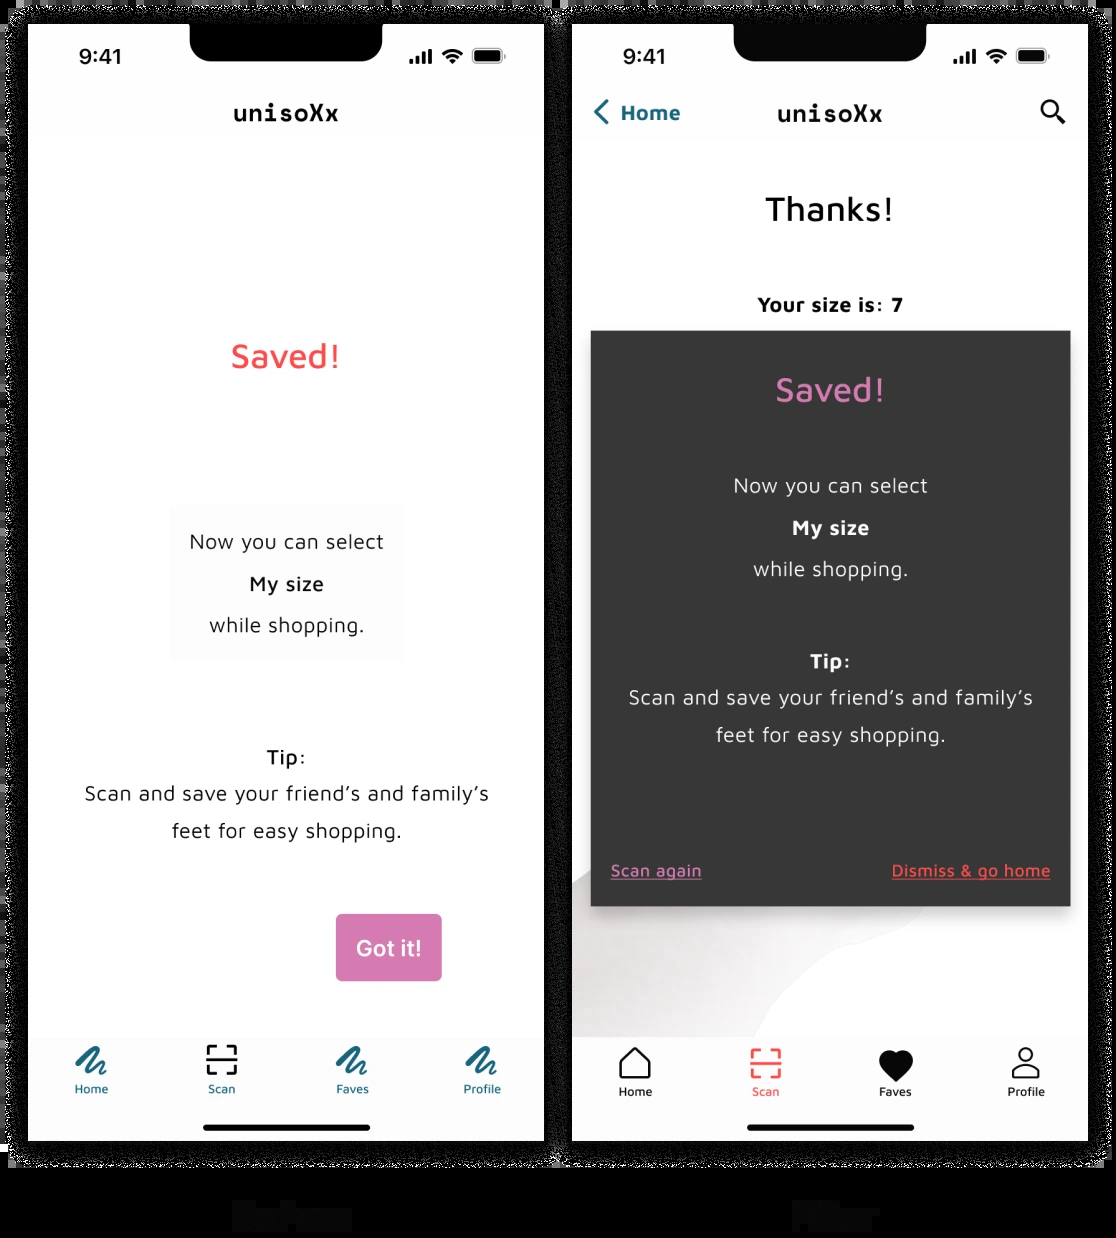 9:41
unisoXx
Saved!
Now you can select
My size
while shopping.
Tip:
Scan and save your friend’s and family’s
feet for easy shopping.
Got it!
Home
Scan
Faves
Profile
9:41
Home
unisoXx
Thanks!
Your size is: 7
Saved!
Now you can select
My size
while shopping.
Tip:
Scan and save your friend’s and family’s
feet for easy shopping.
Scan again
Dismiss & go home
Home
Scan
Faves
Profile